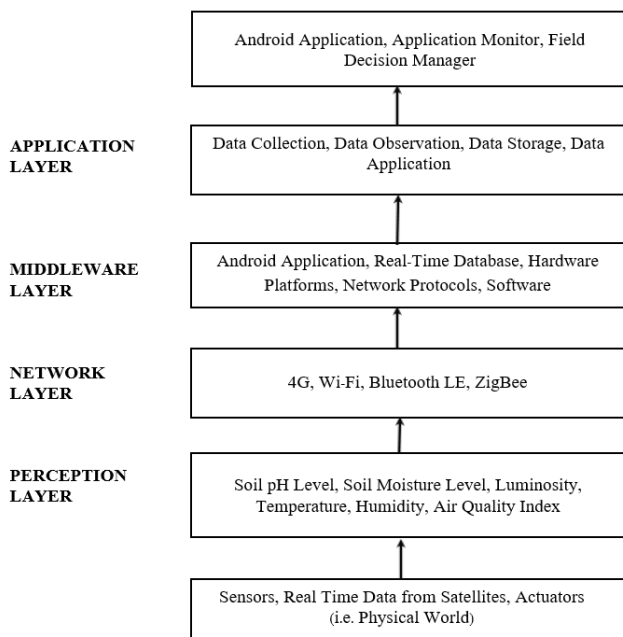 Android Application, Application Monitor, Field
Decision Manager
APPLICATION
LAYER
Data Collection, Data Observation, Data Storage, Data
Application
MIDDLEWARE
LAYER
Android Application, Real-Time Database, Hardware
Platforms, Network Protocols, Software
NETWORK
LAYER
4G, Wi-Fi, Bluetooth LE, ZigBee
PERCEPTION
LAYER
Soil pH Level, Soil Moisture Level, Luminosity,
Temperature, Humidity, Air Quality Index
Sensors, Real Time Data from Satellites, Actuators
(i.e. Physical World)